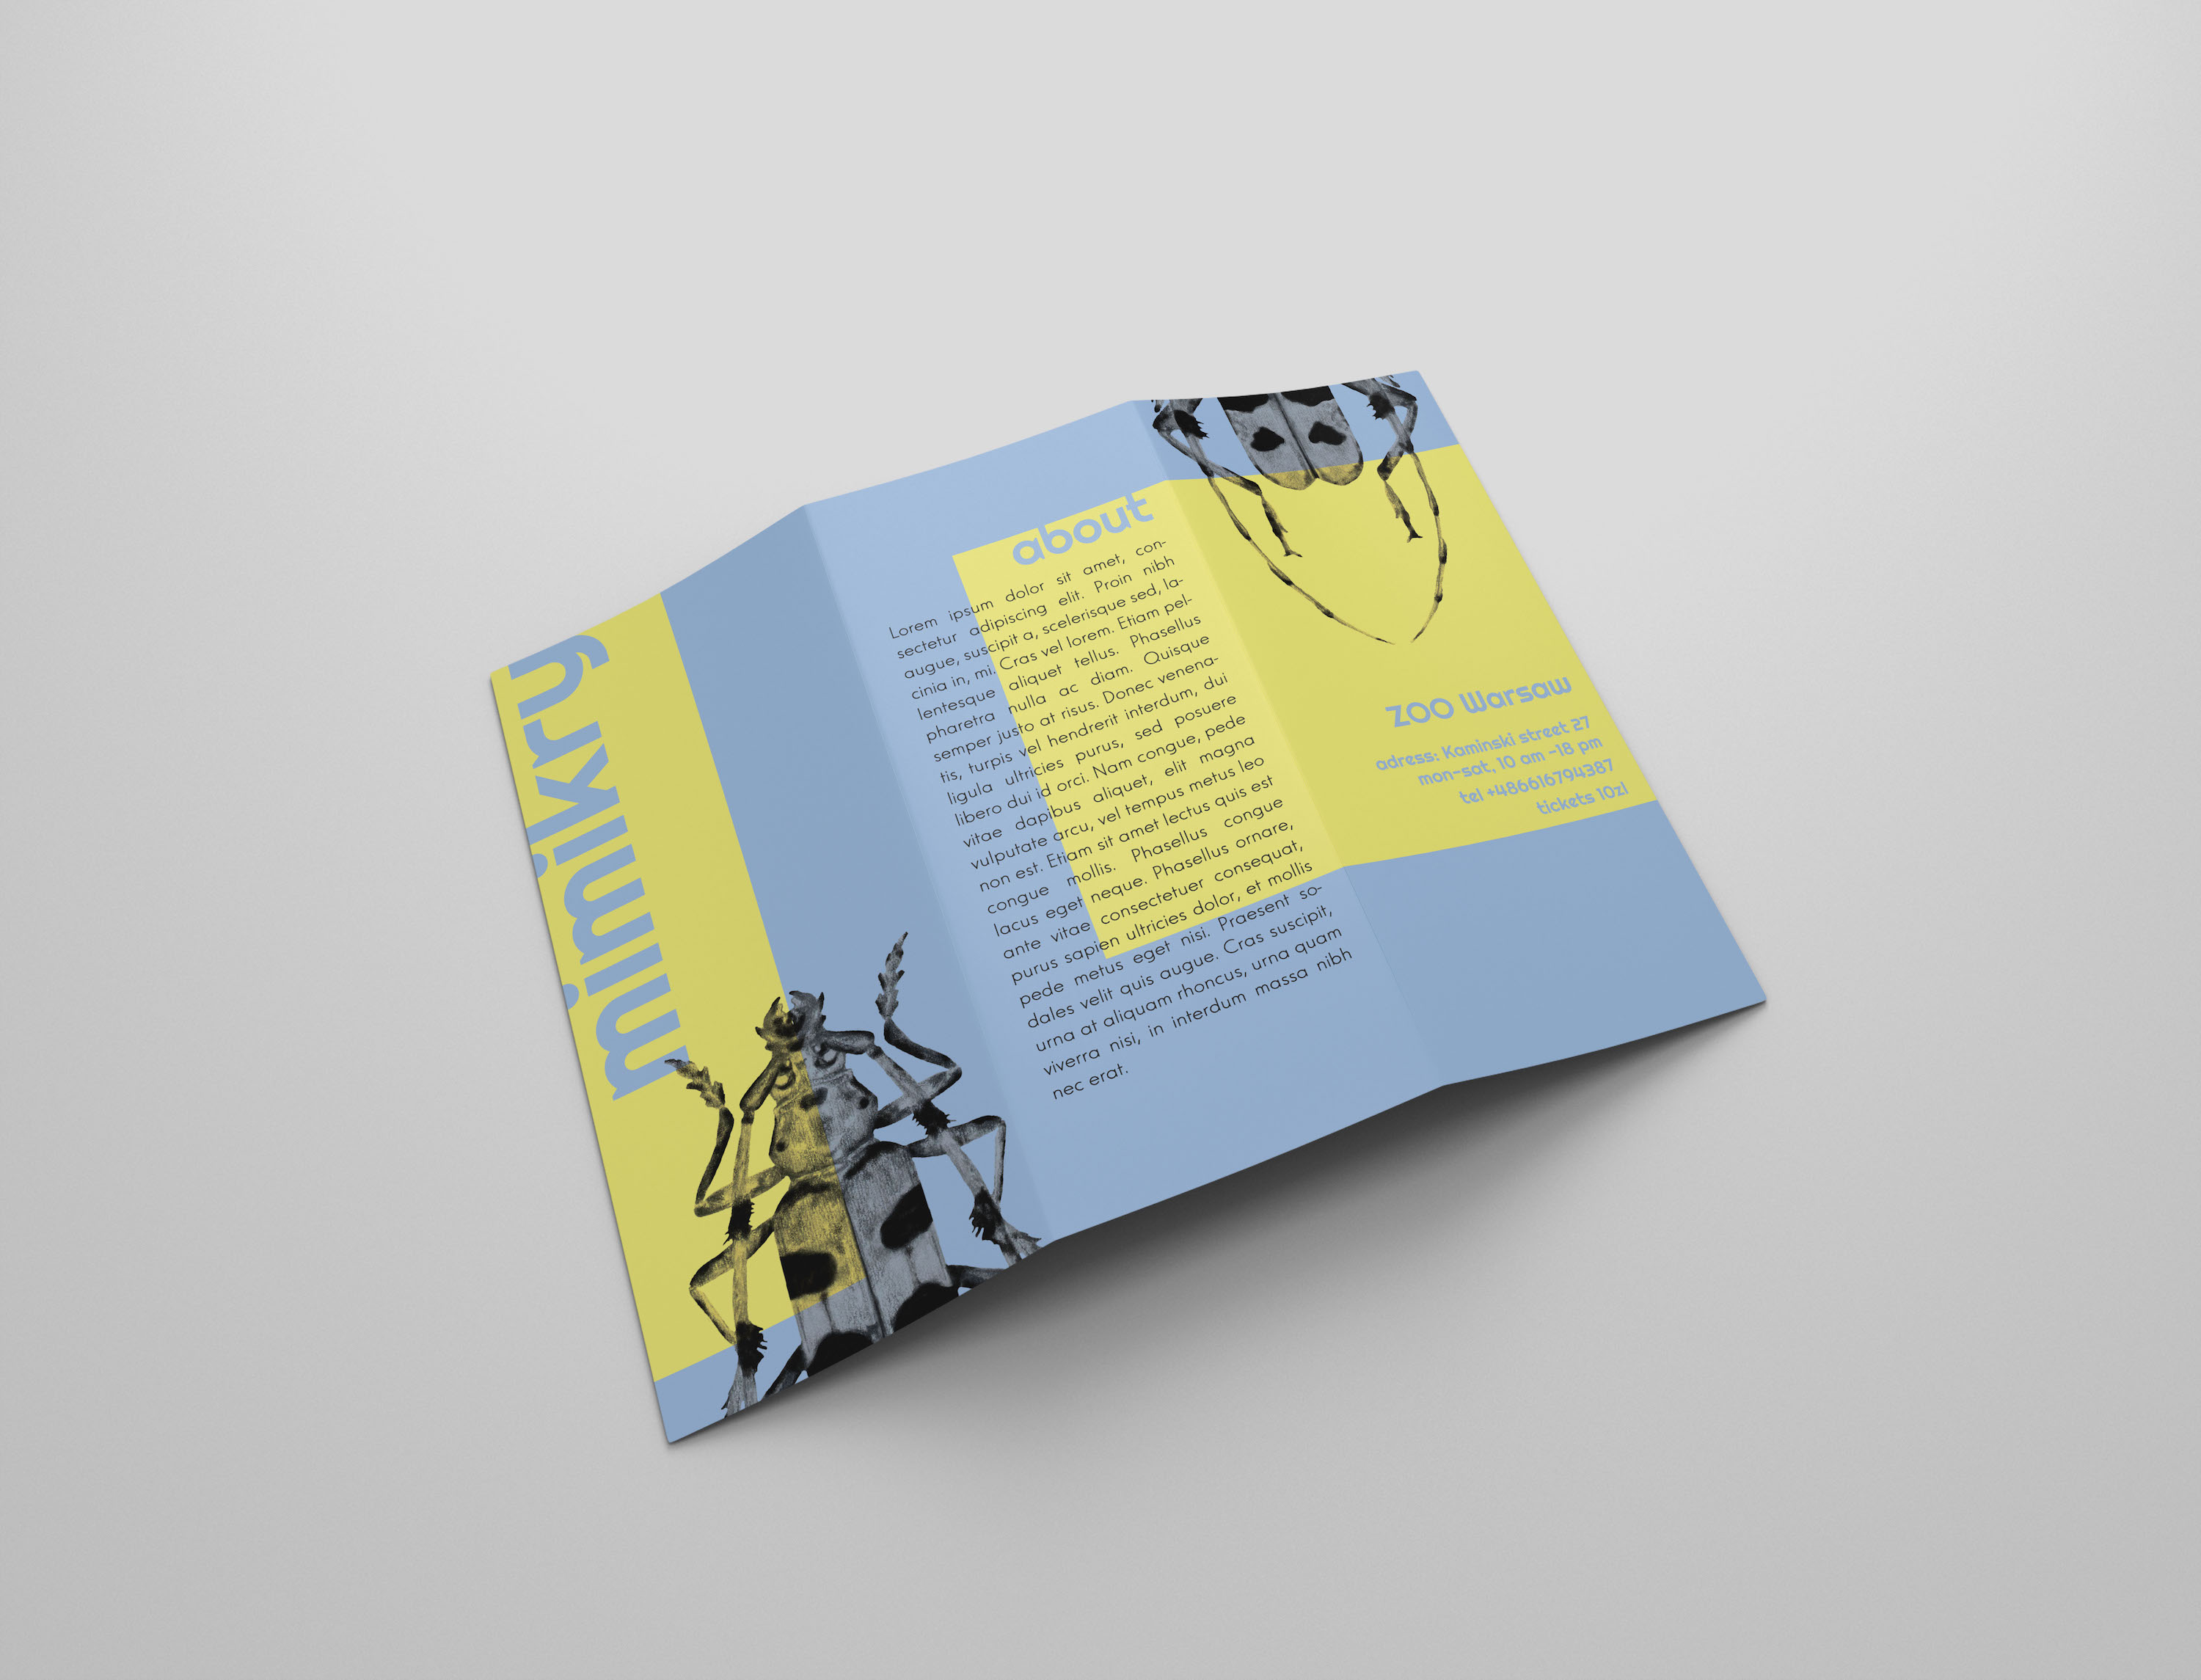 mimikry
about
Lorem ipsum dolor sit amet, con-
sectetur adipiscing elit. Proin nibh
augue, suscipit a, scelerisque sed, la-
cinia in, mi. Cras vel lorem. Etiam pel-
lentesque aliquet tellus. Phasellus
pharetra nulla ac diam. Quisque
semper justo at risus. Donec venena-
tis, turpis vel hendrerit interdum, dui
ligula ultricies purus, sed posuere
libero dui id orci. Nam congue, pede
vitae dapibus aliquet, elit magna
vulputate arcu, vel tempus metus leo
non est. Etiam sit amet lectus quis est
congue mollis. Phasellus congue
lacus eget neque. Phasellus ornare,
ante vitae consectetuer consequat,
purus sapien ultricies dolor, et mollis
pede metus eget nisi. Praesent so-
dales velit quis augue. Cras suscipit,
urna at aliquam rhoncus, urna quam
viverra nisi, in interdum massa nibh
nec erat.
ZOO Warsaw
adress: Kaminski street 27
mon-sat, 10 am -18 pm
tel +486616794387
tickets 10zl